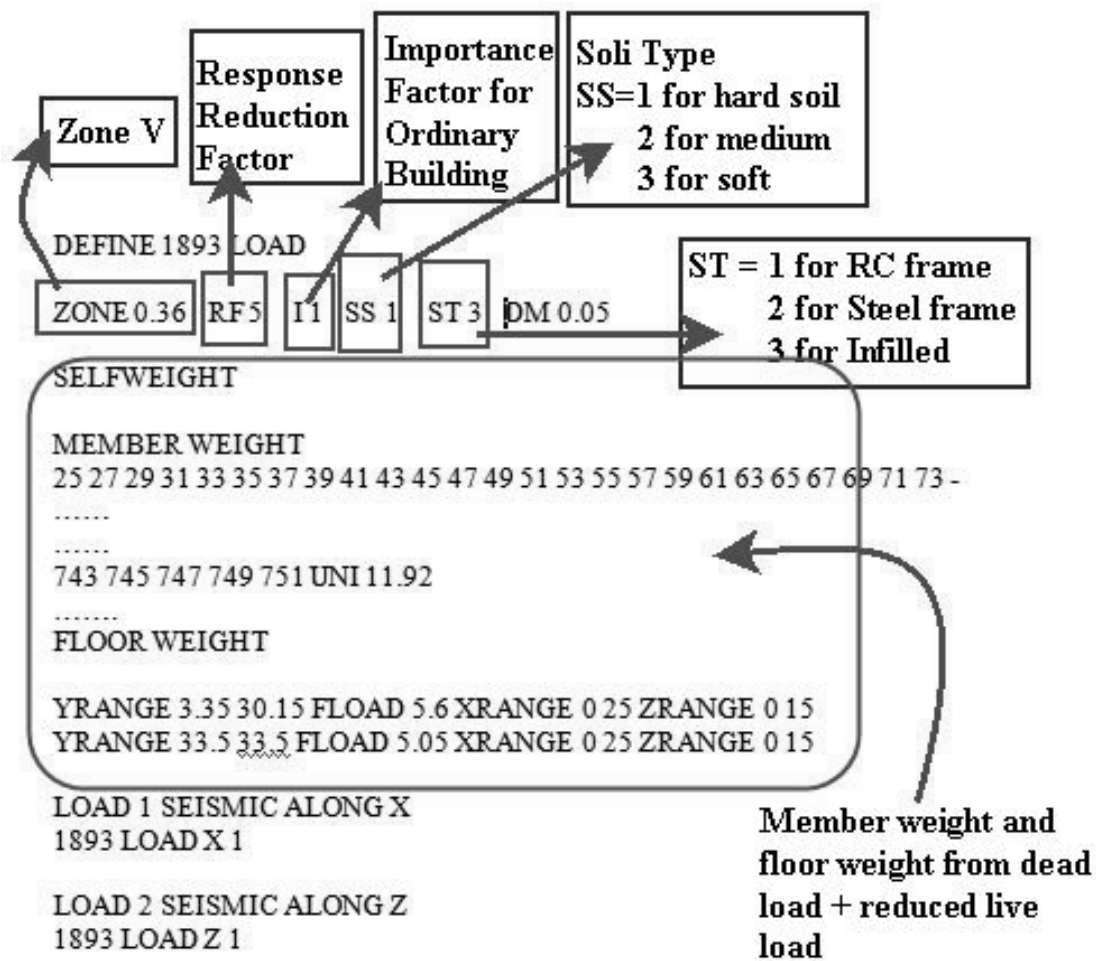 Zone V
Response
Reduction
Factor
Importance
Factor for
Ordinary
Building
Soli Type
SS=1 for hard soil
2 for medium
3 for soft
DEFINE 1893 LOAD
ZONE 0.36 RF 5 I 1 SS 1 ST 3 DM 0.05
ST = 1 for RC frame
2 for Steel frame
3 for Infilled
SELFWEIGHT
MEMBER WEIGHT
25 27 29 31 33 35 37 39 41 43 45 47 49 51 53 55 57 59 61 63 65 67 69 71 73 -
......
......
743 745 747 749 751 UNI 11.92
.......
FLOOR WEIGHT
YRANGE 3.35 30.15 FLOAD 5.6 XRANGE 0 25 ZRANGE 0 15
YRANGE 33.5 33.5 FLOAD 5.05 XRANGE 0 25 ZRANGE 0 15
LOAD 1 SEISMIC ALONG X
1893 LOAD X 1
LOAD 2 SEISMIC ALONG Z
1893 LOAD Z 1
Member weight and
floor weight from dead
load + reduced live
load